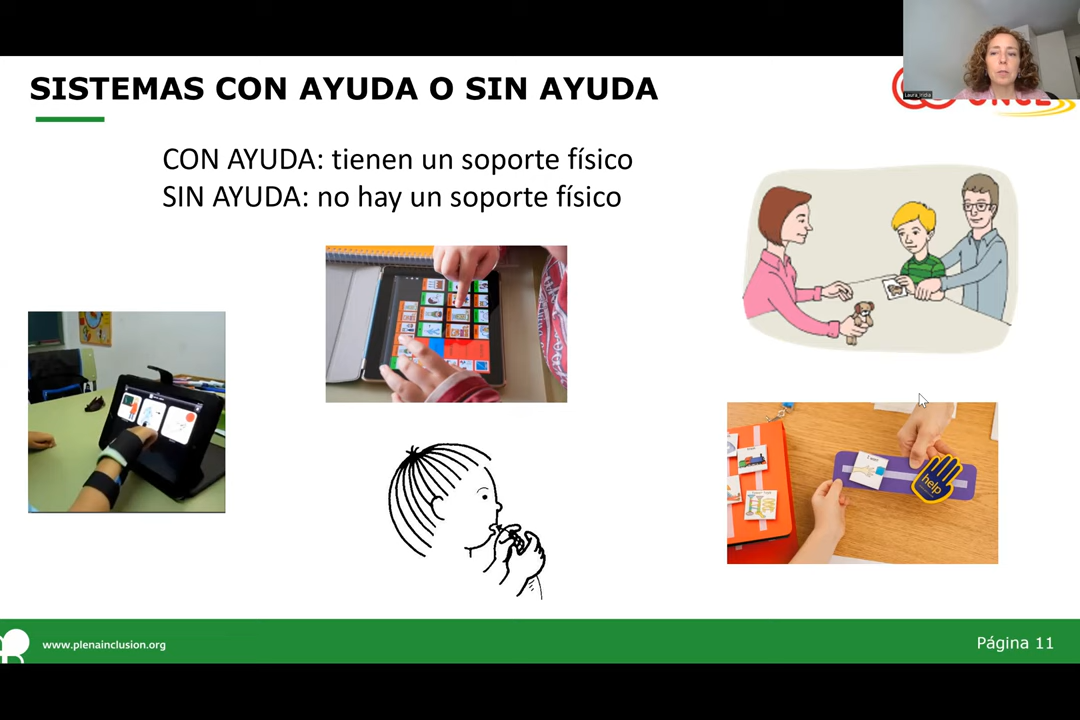 SISTEMAS CON AYUDA O SIN AYUDA
CON AYUDA: tienen un soporte físico
SIN AYUDA: no hay un soporte físico
help
www.plenainclusion.org
Página 11